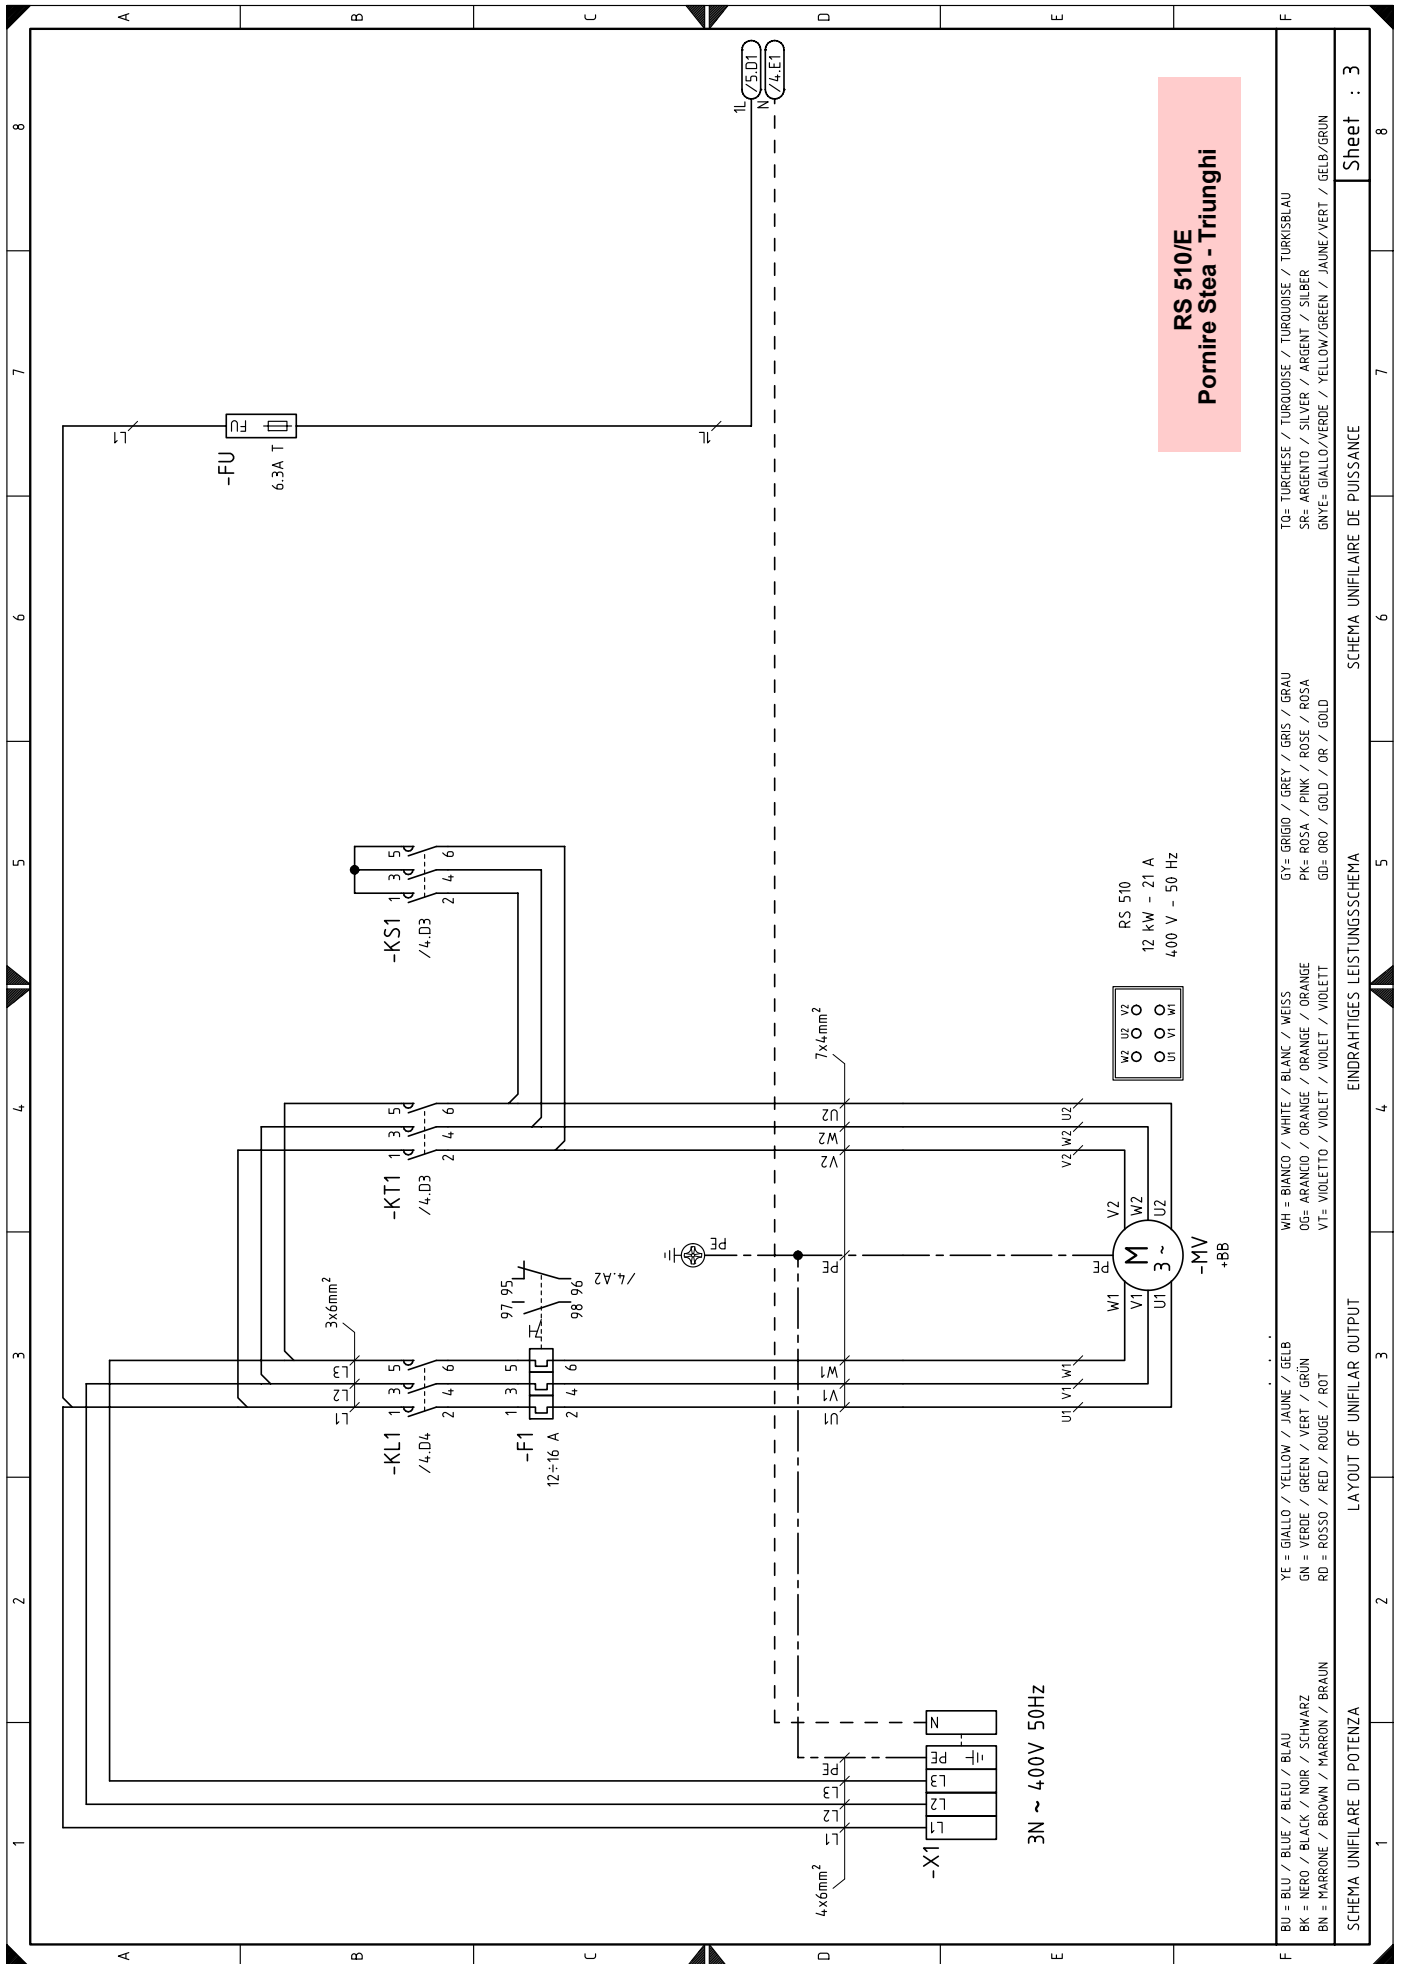 1
2
3
4
5
6
7
8
A
B
C
D
E
F
L1
L1
FU
-FU
6.3A T
1L
1L
/5.D1
N
/4.E1
-KS1
/4.D3
1
3
5
2
4
6
-KT1
/4.D3
1
3
5
2
4
6
3x6mm²
L1
L2
L3
-KL1
/4.D4
1
3
5
2
4
6
-F1
12÷16 A
1
3
5
2
4
6
97
95
98
96
/4.A2
PE
7x4mm²
U1
V1
W1
PE
V2
W2
U2
U1
V1
W1
V2
W2
U2
W1
V1
U1
PE
V2
W2
U2
M
3 ~
-MV
+BB
W2
U2
V2
U1
V1
W1
RS 510
12 kW - 21 A
400 V - 50 Hz
4x6mm²
L1
L2
L3
PE
-X1
L1
L2
L3
PE
N
3N ~ 400V 50Hz
RS 510/E
Pornire Stea - Triunghi
BU = BLU / BLUE / BLEU / BLAU
BK = NERO / BLACK / NOIR / SCHWARZ
BN = MARRONE / BROWN / MARRON / BRAUN
YE = GIALLO / YELLOW / JAUNE / GELB
GN = VERDE / GREEN / VERT / GRÜN
RD = ROSSO / RED / ROUGE / ROT
WH = BIANCO / WHITE / BLANC / WEISS
OG= ARANCIO / ORANGE / ORANGE / ORANGE
VT= VIOLETTO / VIOLET / VIOLET / VIOLETT
GY= GRIGIO / GREY / GRIS / GRAU
PK= ROSA / PINK / ROSE / ROSA
GD= ORO / GOLD / OR / GOLD
TQ= TURCHESE / TURQUOISE / TURQUOISE / TURKISBLAU
SR= ARGENTO / SILVER / ARGENT / SILBER
GNYE= GIALLO/VERDE / YELLOW/GREEN / JAUNE/VERT / GELB/GRUN
SCHEMA UNIFILARE DI POTENZA
LAYOUT OF UNIFILAR OUTPUT
EINDRAHTIGES LEISTUNGSSCHEMA
SCHEMA UNIFILAIRE DE PUISSANCE
Sheet : 3
A
B
C
D
E
F
1
2
3
4
5
6
7
8